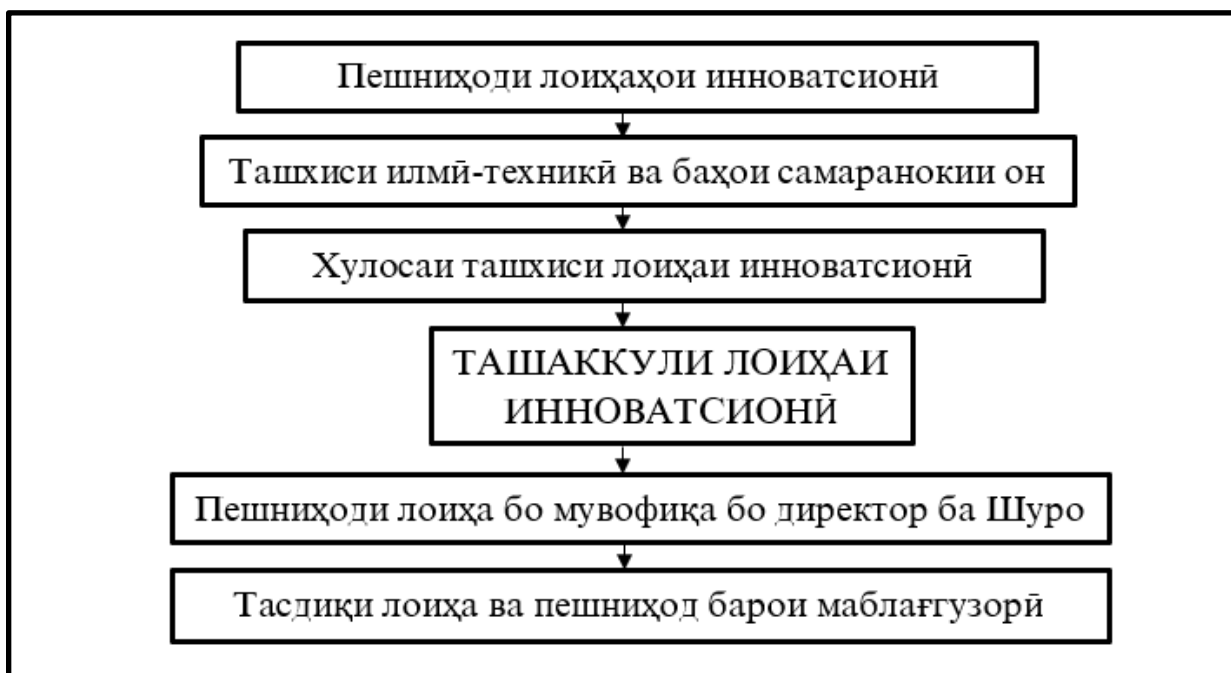 Пешниҳоди лоиҳаҳои инноватсионӣ
Ташхиси илмӣ-техникӣ ва баҳои самаранокии он
Хулосаи ташхиси лоиҳаи инноватсионӣ
ТАШАККУЛИ ЛОИҲАИ
ИННОВАТСИОНӢ
Пешниҳоди лоиҳа бо мувофиқа бо директор ба Шуро
Тасдиқи лоиҳа ва пешниҳод барои маблағгузорӣ